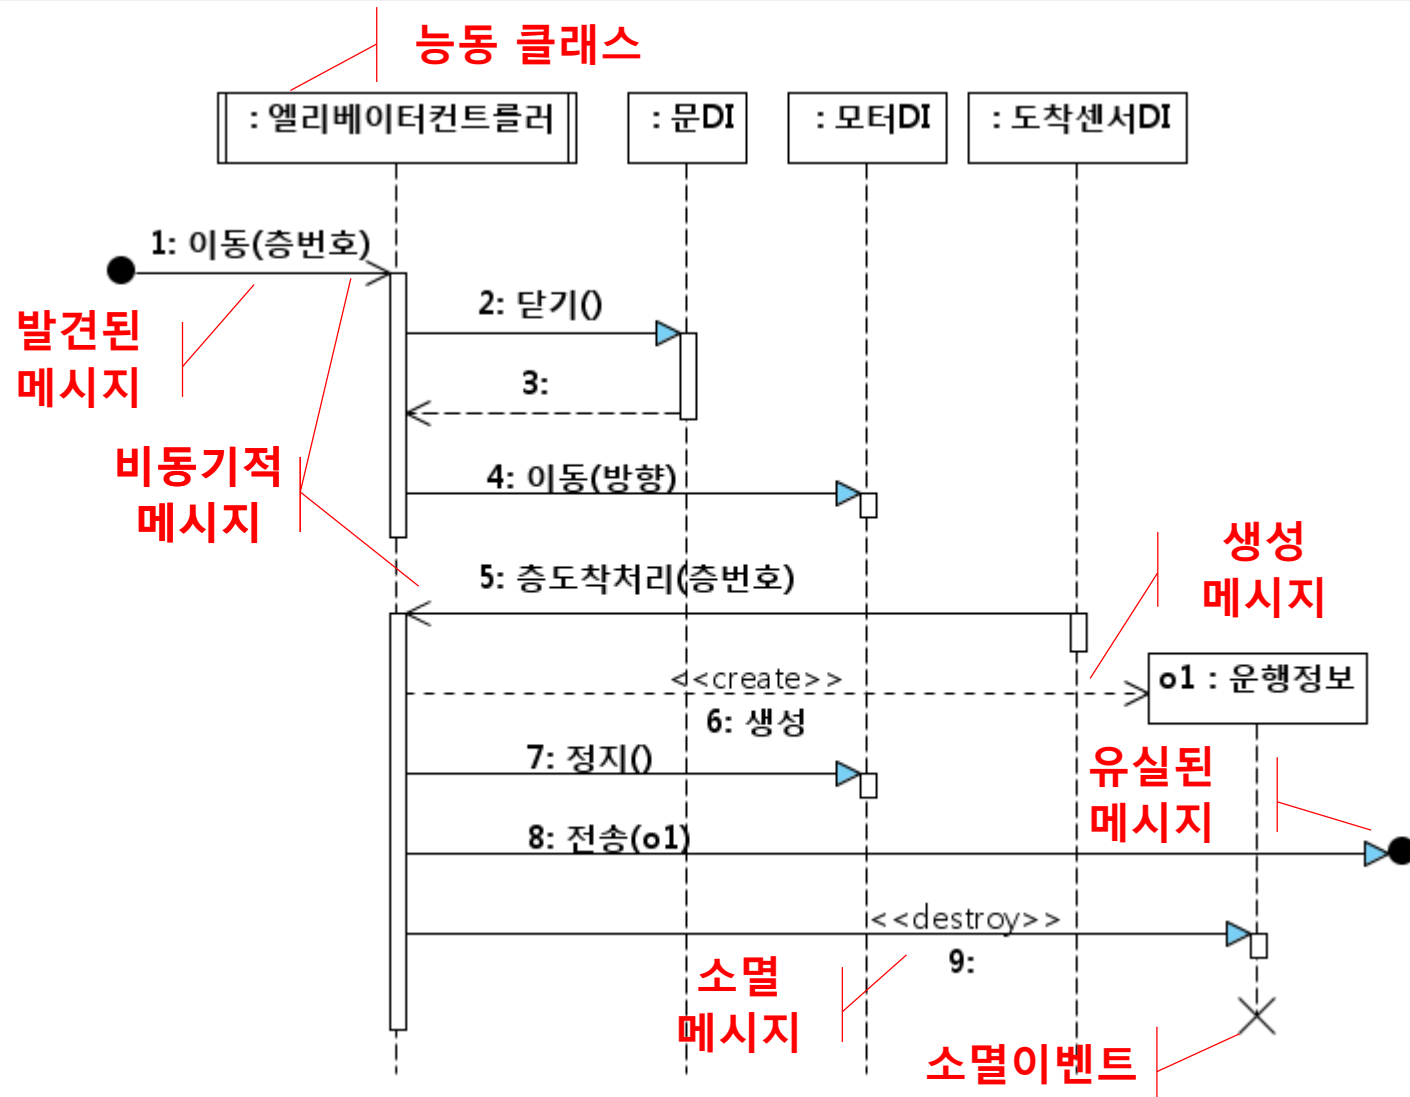 능동 클래스
: 엘리베이터컨트롤러
: 문DI
: 모터DI
: 도착센서DI
1: 이동(층번호)
발견된
메시지
2: 닫기()
3:
비동기적
메시지
4: 이동(방향)
5: 층도착처리(층번호)
생성
메시지
<<create>>
6: 생성
o1 : 운행정보
7: 정지()
유실된
메시지
8: 전송(o1)
<<destroy>>
9:
소멸
메시지
소멸이벤트